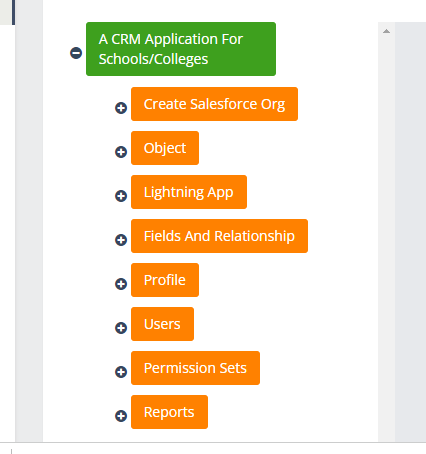 A CRM Application For
Schools/Colleges
Create Salesforce Org
Object
Lightning App
Fields And Relationship
Profile
Users
Permission Sets
Reports